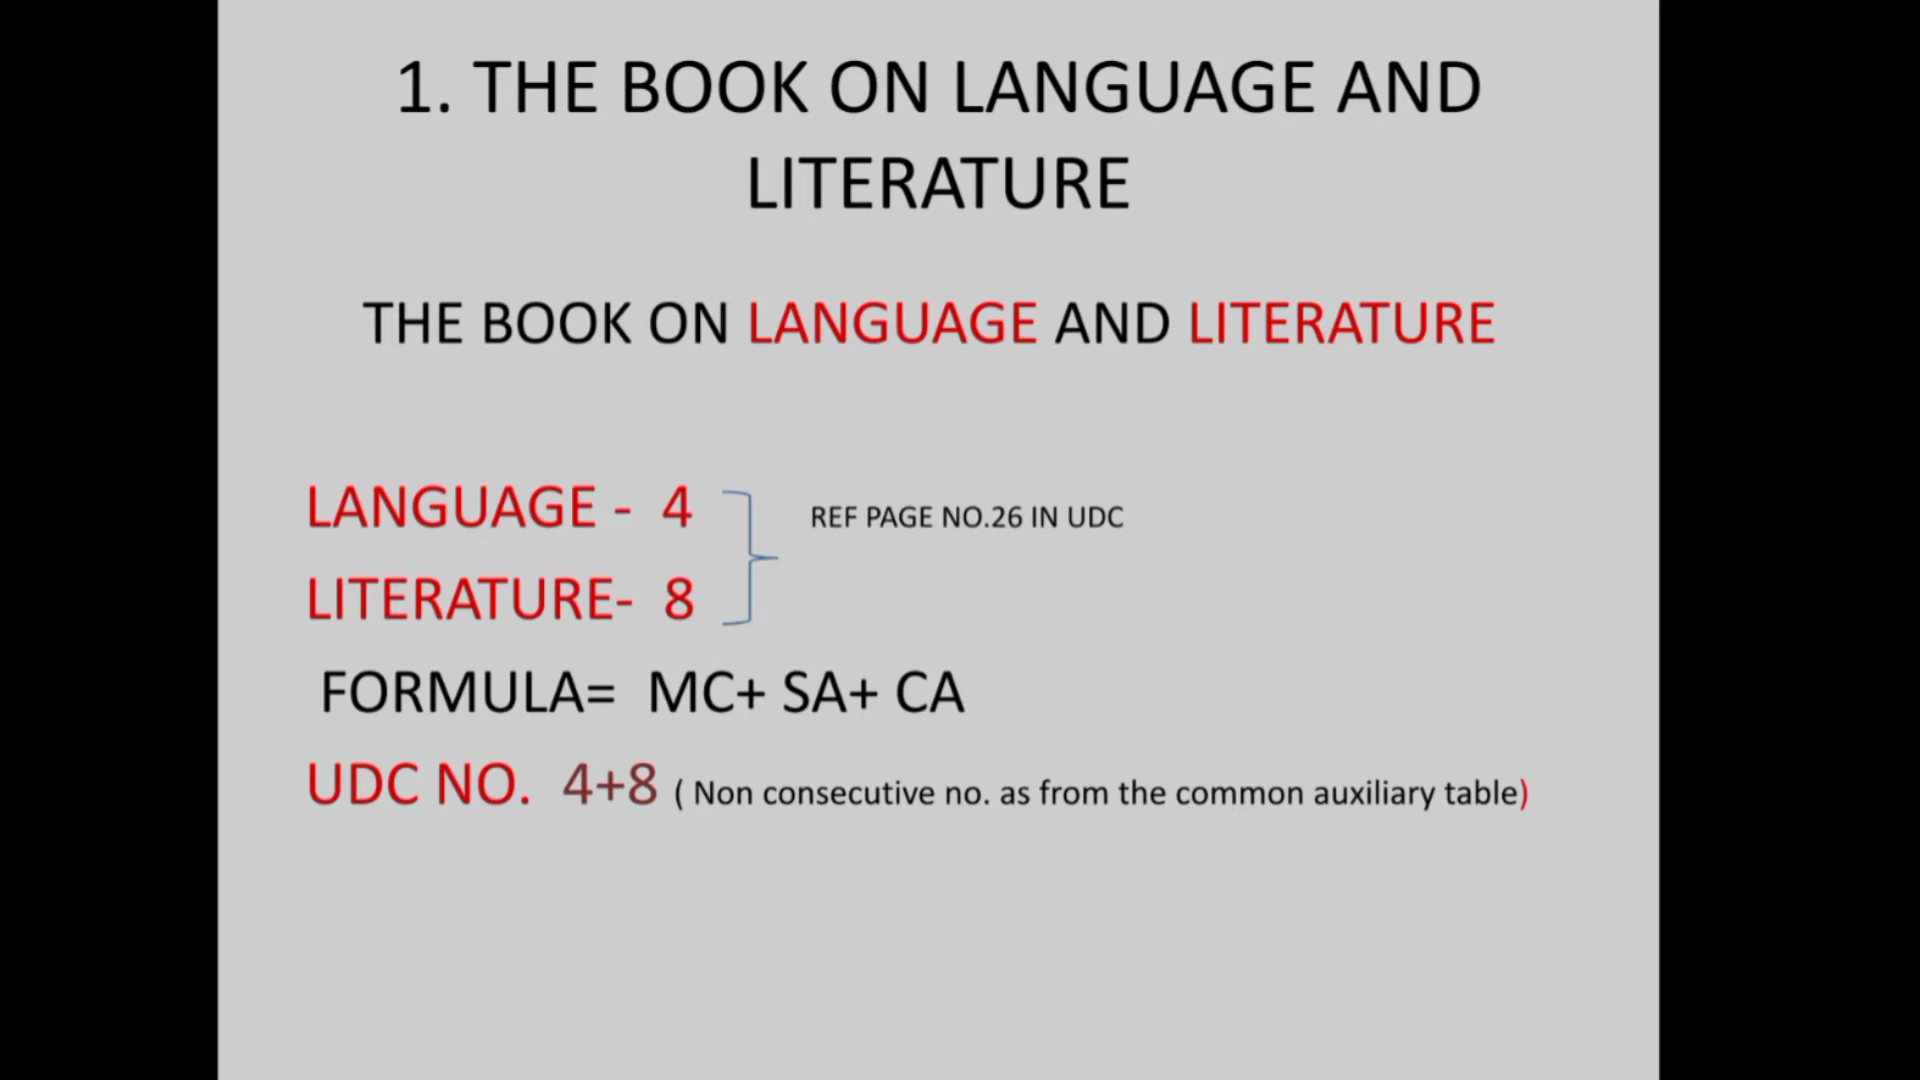 1. THE BOOK ON LANGUAGE AND
LITERATURE
THE BOOK ON LANGUAGE AND LITERATURE
LANGUAGE - 4
REF PAGE NO.26 IN UDC
LITERATURE- 8
FORMULA= MC+ SA+ CA
UDC NO. 4+8 ( Non consecutive no. as from the common auxiliary table)